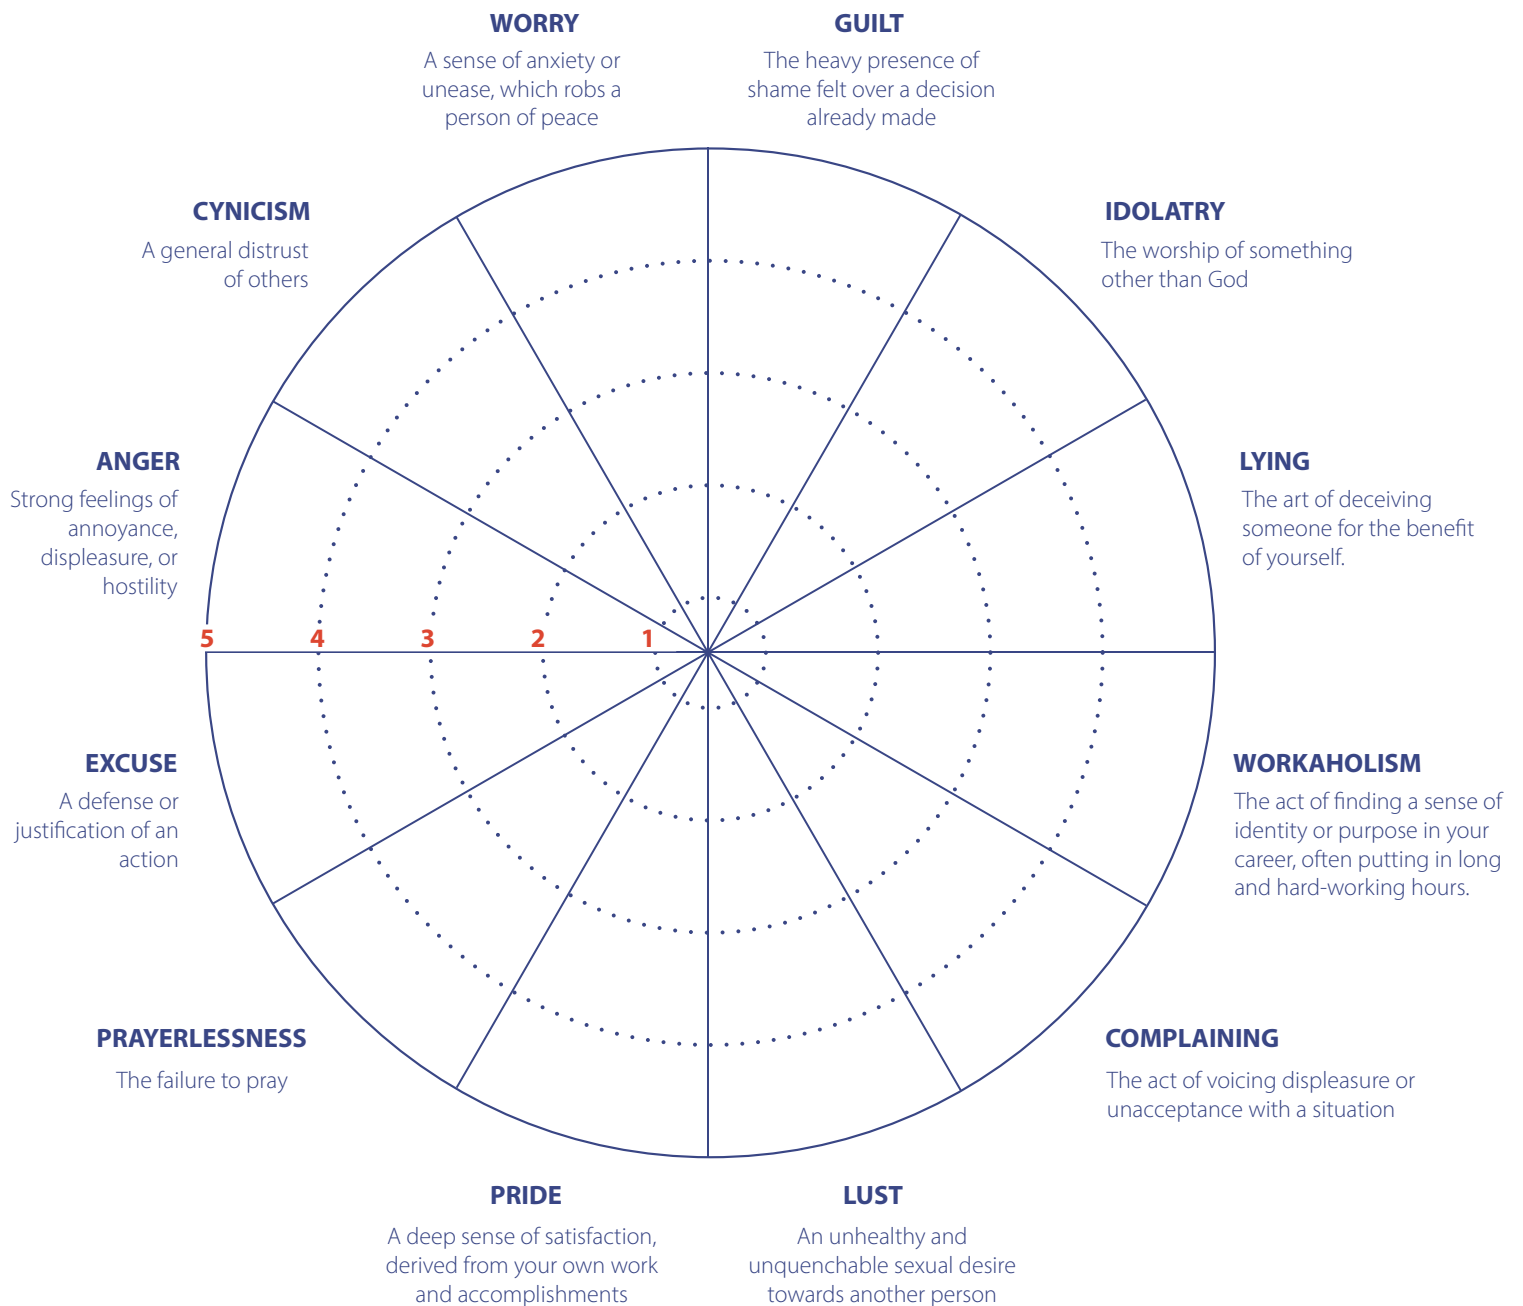 WORRY
A sense of anxiety or
unease, which robs a
person of peace
GUILT
The heavy presence of
shame felt over a decision
already made
CYNICISM
A general distrust
of others
IDOLATRY
The worship of something
other than God
ANGER
Strong feelings of
annoyance,
displeasure, or
hostility
LYING
The art of deceiving
someone for the benefit
of yourself.
5 4 3 2 1
EXCUSE
A defense or
justification of an
action
WORKAHOLISM
The act of finding a sense of
identity or purpose in your
career, often putting in long
and hard-working hours.
PRAYERLESSNESS
The failure to pray
COMPLAINING
The act of voicing displeasure or
unacceptance with a situation
PRIDE
A deep sense of satisfaction,
derived from your own work
and accomplishments
LUST
An unhealthy and
unquenchable sexual desire
towards another person